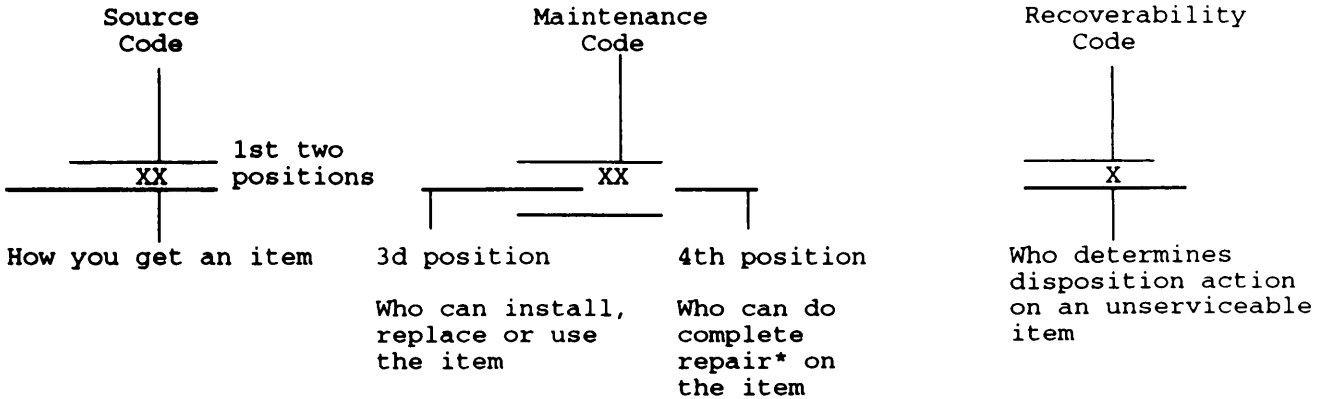 Source
Code
Maintenance
Code
Recoverability
Code
XX
1st two
positions
XX
X
How you get an item
3d position
Who can install,
replace or use
the item
4th position
Who can do
complete
repair* on
the item
Who determines
disposition action
on an unserviceable
item